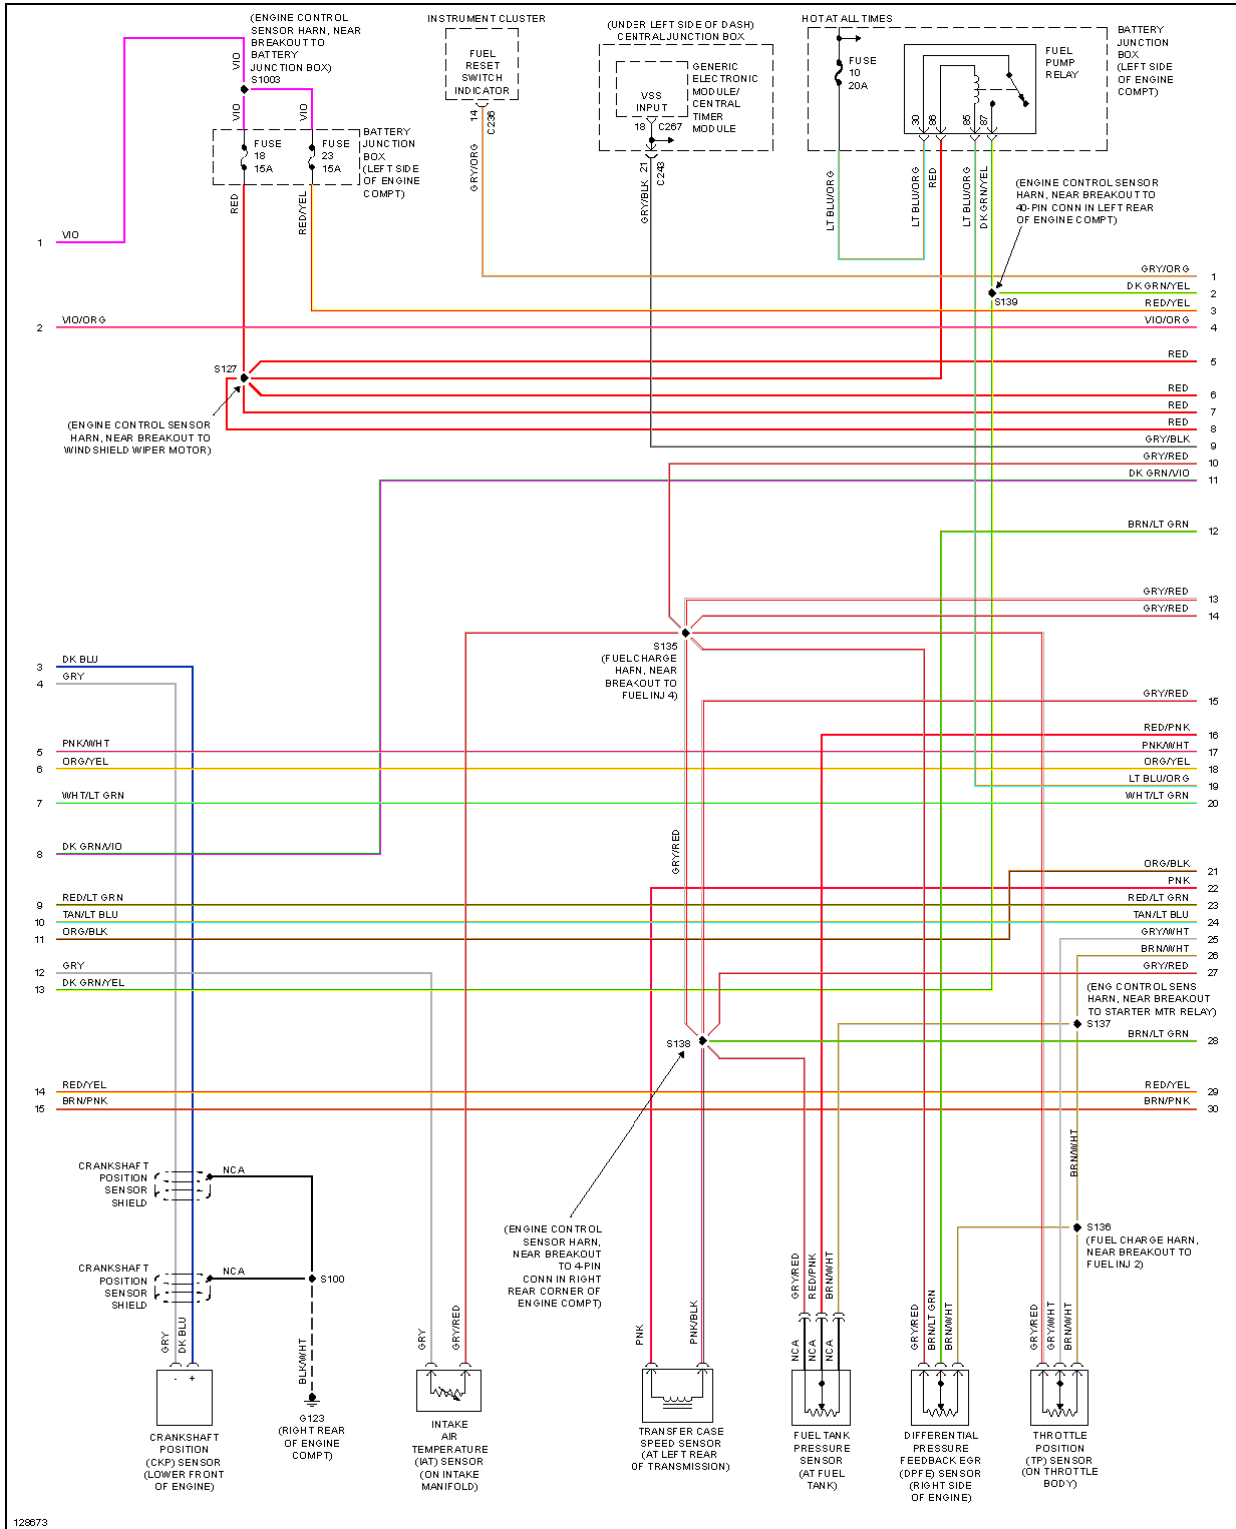 (ENGINE CONTROL
SENSOR HARN, NEAR
BREAKOUT TO
BATTERY
JUNCTION BOX)
S1003
VIO
VIO
VIO
FUSE
18
15A
FUSE
23
15A
BATTERY
JUNCTION
BOX
(LEFT SIDE
OF ENGINE
COMPT)
RED
RED/YEL
INSTRUMENT CLUSTER
FUEL
RESET
SWITCH
INDICATOR
14
C236
GRY/ORG
(UNDER LEFT SIDE OF DASH)
CENTRAL JUNCTION BOX
VSS
INPUT
18
C267
GENERIC
ELECTRONIC
MODULE/
CENTRAL
TIMER
MODULE
21
C243
GRY/BLK
HOT AT ALL TIMES
FUSE
10
20A
FUEL
PUMP
RELAY
BATTERY
JUNCTION
BOX
(LEFT SIDE
OF ENGINE
COMPT)
30
86
85
87
LT BLU/ORG
LT BLU/ORG
RED
LT BLU/ORG
DK GRN/YEL
(ENGINE CONTROL SENSOR
HARN, NEAR BREAKOUT TO
40-PIN CONN IN LEFT REAR
OF ENGINE COMPT)
S139
1 VIO
2 VIO/ORG
S127
(ENGINE CONTROL SENSOR
HARN, NEAR BREAKOUT TO
WINDSHIELD WIPER MOTOR)
GRY/ORG 1
DK GRN/YEL 2
RED/YEL 3
VIO/ORG 4
RED 5
RED 6
RED 7
RED 8
GRY/BLK 9
GRY/RED 10
DK GRN/VIO 11
BRN/LT GRN 12
GRY/RED 13
GRY/RED 14
S135
(FUEL CHARGE
HARN, NEAR
BREAKOUT TO
FUEL INJ 4)
3 DK BLU
4 GRY
GRY/RED 15
RED/PNK 16
5 PNK/WHT
PNK/WHT 17
6 ORG/YEL
ORG/YEL 18
LT BLU/ORG 19
7 WHT/LT GRN
WHT/LT GRN 20
GRY/RED
8 DK GRN/VIO
ORG/BLK 21
PNK 22
9 RED/LT GRN
RED/LT GRN 23
10 TAN/LT BLU
TAN/LT BLU 24
11 ORG/BLK
GRY/WHT 25
BRN/WHT 26
12 GRY
GRY/RED 27
13 DK GRN/YEL
(ENG CONTROL SENS
HARN, NEAR BREAKOUT
TO STARTER MTR RELAY)
S137
S138
BRN/LT GRN 28
14 RED/YEL
RED/YEL 29
15 BRN/PNK
BRN/PNK 30
CRANKSHAFT
POSITION
SENSOR
SHIELD
NCA
CRANKSHAFT
POSITION
SENSOR
SHIELD
NCA
S100
(ENGINE CONTROL
SENSOR HARN,
NEAR BREAKOUT
TO 4-PIN
CONN IN RIGHT
REAR CORNER OF
ENGINE COMPT)
BRN/WHT
S136
(FUEL CHARGE HARN,
NEAR BREAKOUT TO
FUEL INJ 2)
GRY
DK BLU
BLK/WHT
GRY
GRY/RED
PNK
PNK/BLK
GRY/RED
RED/PNK
BRN/WHT
NCA
NCA
NCA
GRY/RED
BRN/LT GRN
BRN/WHT
GRY/RED
GRY/WHT
BRN/WHT
- +
CRANKSHAFT
POSITION
(CKP) SENSOR
(LOWER FRONT
OF ENGINE)
G123
(RIGHT REAR
OF ENGINE
COMPT)
INTAKE
AIR
TEMPERATURE
(IAT) SENSOR
(ON INTAKE
MANIFOLD)
TRANSFER CASE
SPEED SENSOR
(AT LEFT REAR
OF TRANSMISSION)
FUEL TANK
PRESSURE
SENSOR
(AT FUEL
TANK)
DIFFERENTIAL
PRESSURE
FEEDBACK EGR
(DPFE) SENSOR
(RIGHT SIDE
OF ENGINE)
THROTTLE
POSITION
(TP) SENSOR
(ON THROTTLE
BODY)
128673